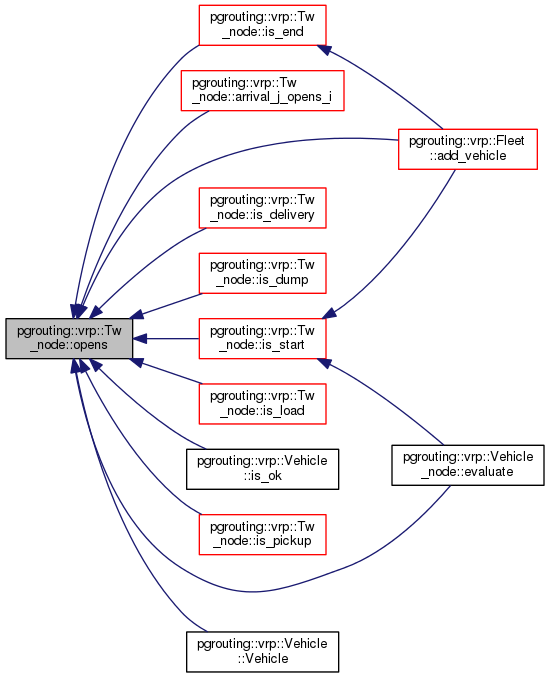 pgrouting::vrp::Tw
_node::is_end
pgrouting::vrp::Tw
_node::arrival_j_opens_i
pgrouting::vrp::Fleet
::add_vehicle
pgrouting::vrp::Tw
_node::is_delivery
pgrouting::vrp::Tw
_node::is_dump
pgrouting::vrp::Tw
_node::opens
pgrouting::vrp::Tw
_node::is_start
pgrouting::vrp::Tw
_node::is_load
pgrouting::vrp::Vehicle
::is_ok
pgrouting::vrp::Vehicle
_node::evaluate
pgrouting::vrp::Tw
_node::is_pickup
pgrouting::vrp::Vehicle
::Vehicle